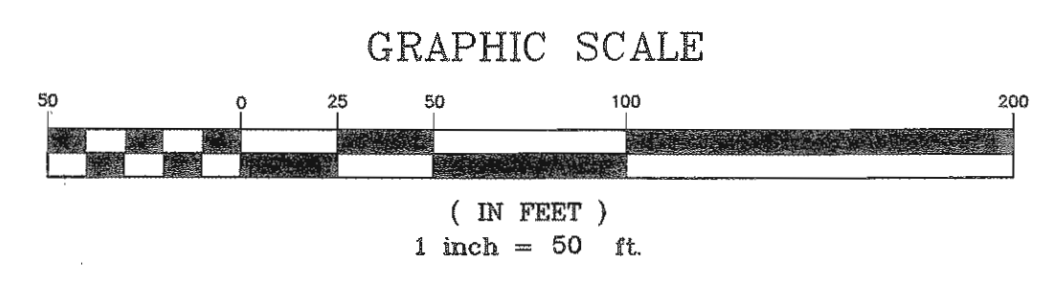 GRAPHIC SCALE
50 0 25 50 100 200
( IN FEET )
1 inch = 50 ft.